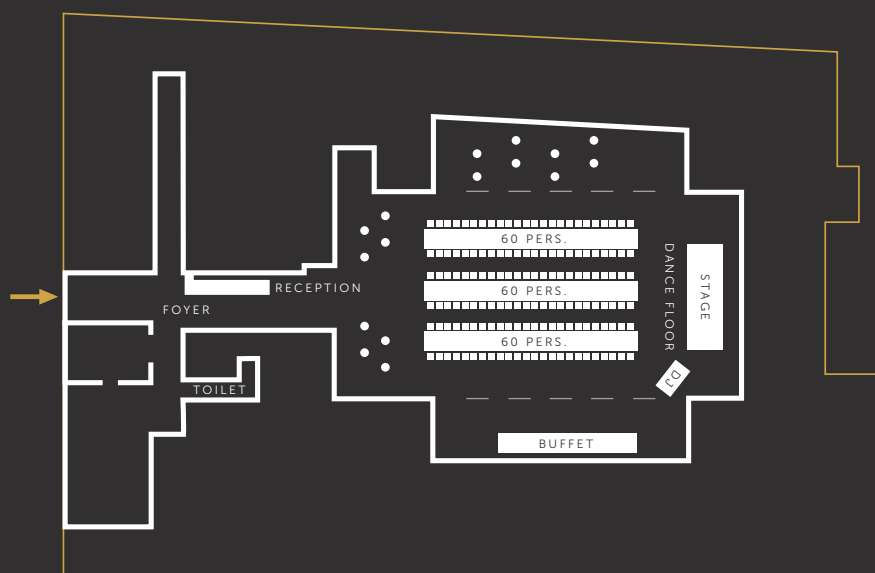 60 PERS.
RECEPTION
60 PERS.
FOYER
60 PERS.
DANCE FLOOR
STAGE
DJ
TOILET
BUFFET